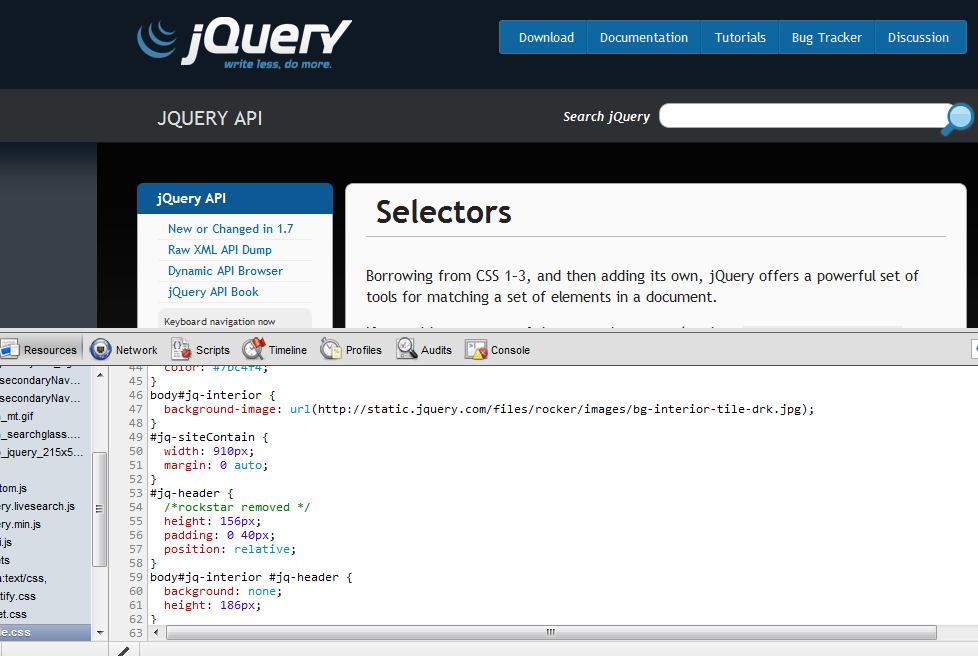 jQuery
write less, do more.
Download Documentation Tutorials Bug Tracker Discussion
JQUERY API
Search jQuery
jQuery API
New or Changed in 1.7
Raw XML API Dump
Dynamic API Browser
jQuery API Book
Keyboard navigation now
Selectors
Borrowing from CSS 1–3, and then adding its own, jQuery offers a powerful set of
tools for matching a set of elements in a document.
Resources Network Scripts Timeline Profiles Audits Console
secondaryNav...
secondaryNav...
_mt.gif
_searchglass....
_jquery_215x5...
tom.js
ry.livesearch.js
ry.min.js
i.js
ets
a:text/css,
tify.css
et.css
le.css
44 color: #7bc4f4;
45 }
46 body#jq-interior {
47 background-image: url(http://static.jquery.com/files/rocker/images/bg-interior-tile-drk.jpg);
48 }
49 #jq-siteContain {
50 width: 910px;
51 margin: 0 auto;
52 }
53 #jq-header {
54 /*rockstar removed */
55 height: 156px;
56 padding: 0 40px;
57 position: relative;
58 }
59 body#jq-interior #jq-header {
60 background: none;
61 height: 186px;
62 }
63